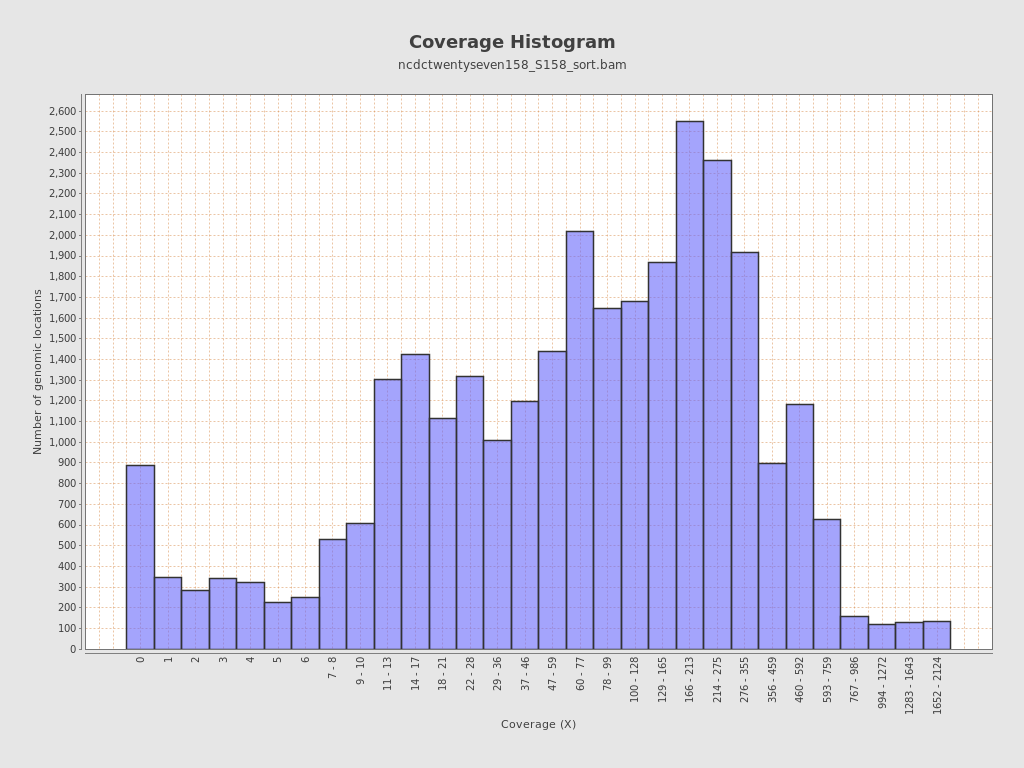 Coverage Histogram
ncdctwentyseven158_S158_sort.bam
Number of genomic locations
2,600
2,500
2,400
2,300
2,200
2,100
2,000
1,900
1,800
1,700
1,600
1,500
1,400
1,300
1,200
1,100
1,000
900
800
700
600
500
400
300
200
100
0
0
1
2
3
4
5
6
7 - 8
9 - 10
11 - 13
14 - 17
18 - 21
22 - 28
29 - 36
37 - 46
47 - 59
60 - 77
78 - 99
100 - 128
129 - 165
166 - 213
214 - 275
276 - 355
356 - 459
460 - 592
593 - 759
767 - 986
994 - 1272
1283 - 1643
1652 - 2124
Coverage (X)